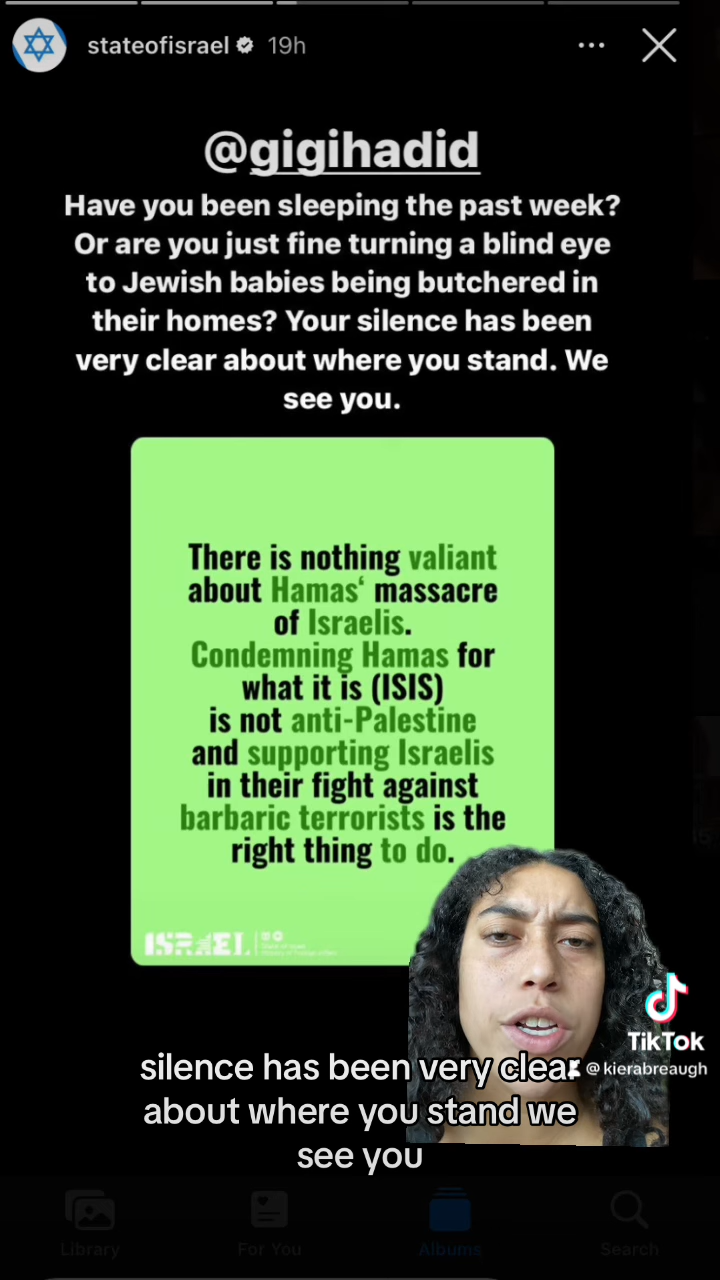 stateofisrael 19h
@gigihadid
Have you been sleeping the past week?
Or are you just fine turning a blind eye
to Jewish babies being butchered in
their homes? Your silence has been
very clear about where you stand. We
see you.
There is nothing valiant
about Hamas‘ massacre
of Israelis.
Condemning Hamas for
what it is (ISIS)
is not anti-Palestine
and supporting Israelis
in their fight against
barbaric terrorists is the
right thing to do.
ISRAEL
TikTok
@kierabreaugh
silence has been very clear
about where you stand we
see you
Library
For You
Albums
Search